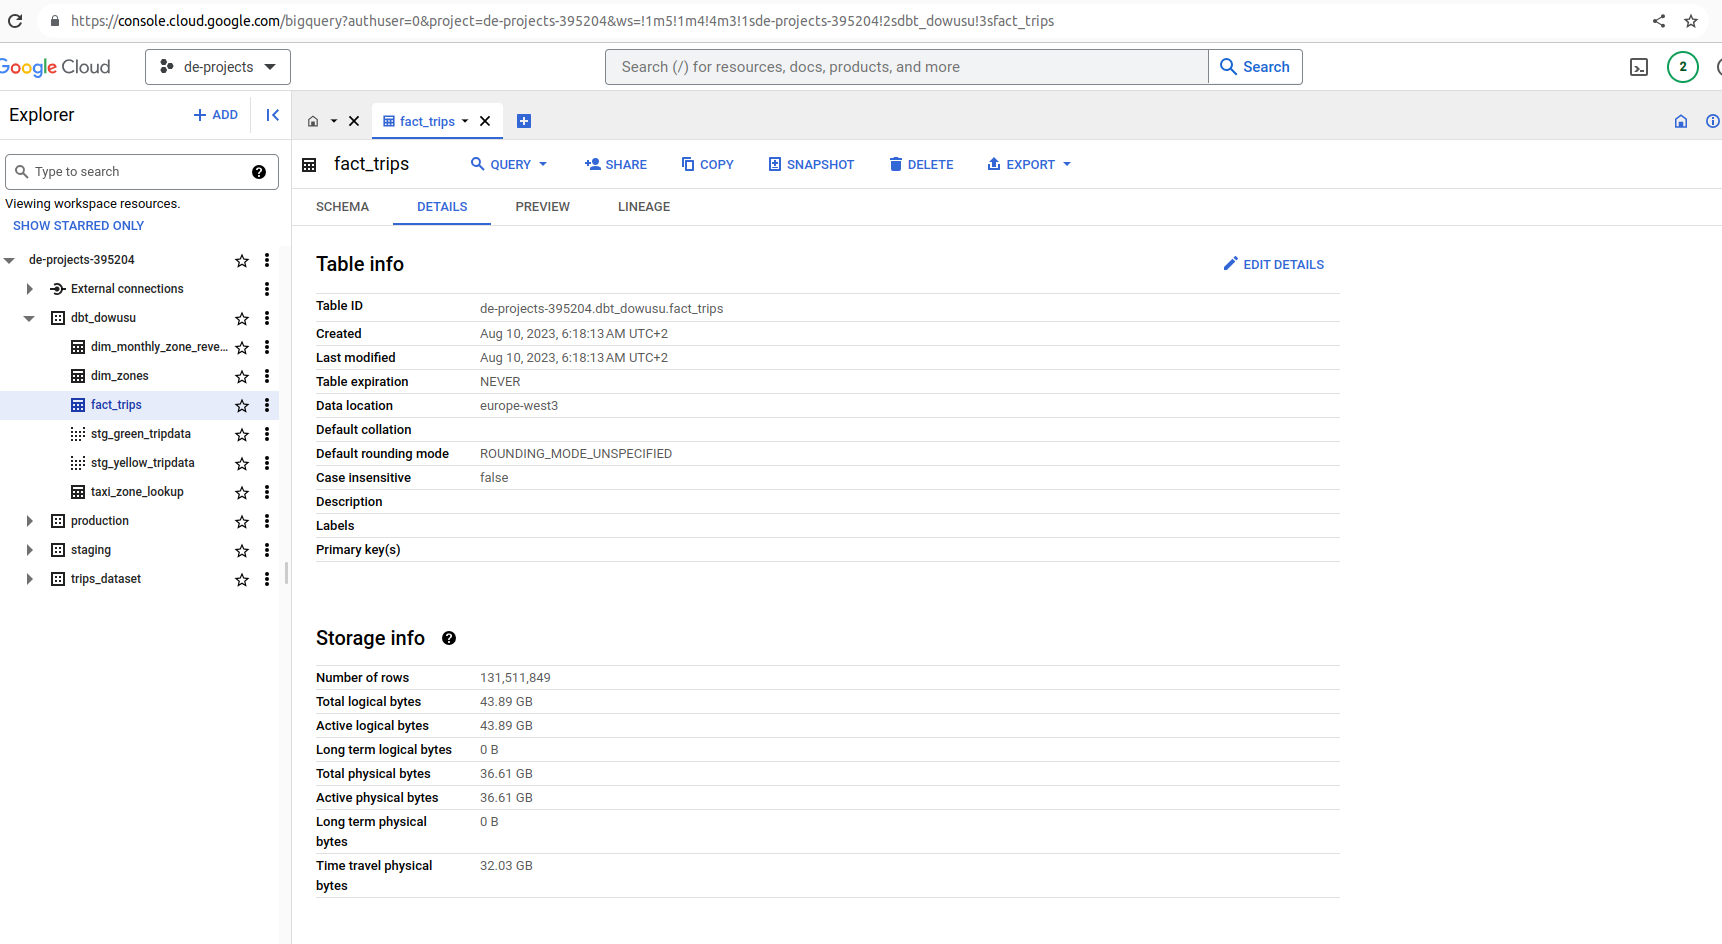 https://console.cloud.google.com/bigquery?authuser=0&project=de-projects-395204&ws=!1m5!1m4!4m3!1sde-projects-395204!2sdbt_dowusu!3sfact_trips
Google Cloud
de-projects
Search (/) for resources, docs, products, and more
Search
2
Explorer
ADD
fact_trips
Type to search
Viewing workspace resources.
SHOW STARRED ONLY
de-projects-395204
External connections
dbt_dowusu
dim_monthly_zone_reve...
dim_zones
fact_trips
stg_green_tripdata
stg_yellow_tripdata
taxi_zone_lookup
production
staging
trips_dataset
fact_trips
QUERY
SHARE
COPY
SNAPSHOT
DELETE
EXPORT
SCHEMA
DETAILS
PREVIEW
LINEAGE
Table info
EDIT DETAILS
Table ID de-projects-395204.dbt_dowusu.fact_trips
Created Aug 10, 2023, 6:18:13 AM UTC+2
Last modified Aug 10, 2023, 6:18:13 AM UTC+2
Table expiration NEVER
Data location europe-west3
Default collation
Default rounding mode ROUNDING_MODE_UNSPECIFIED
Case insensitive false
Description
Labels
Primary key(s)
Storage info
Number of rows 131,511,849
Total logical bytes 43.89 GB
Active logical bytes 43.89 GB
Long term logical bytes 0 B
Total physical bytes 36.61 GB
Active physical bytes 36.61 GB
Long term physical bytes 0 B
Time travel physical bytes 32.03 GB